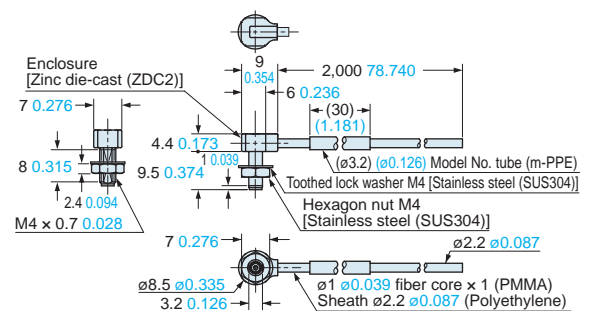 9
0.354
2,000 78.740
Enclosure
[Zinc die-cast (ZDC2)]
6 0.236
7 0.276
(30)
(1.181)
4.4 0.173
1 0.039
(ø3.2) (ø0.126) Model No. tube (m-PPE)
8 0.315
9.5 0.374
Toothed lock washer M4 [Stainless steel (SUS304)]
2.4 0.094
Hexagon nut M4
[Stainless steel (SUS304)]
M4 × 0.7 0.028
7 0.276
ø2.2 ø0.087
ø8.5 ø0.335
ø1 ø0.039 fiber core × 1 (PMMA)
3.2 0.126
Sheath ø2.2 ø0.087 (Polyethylene)